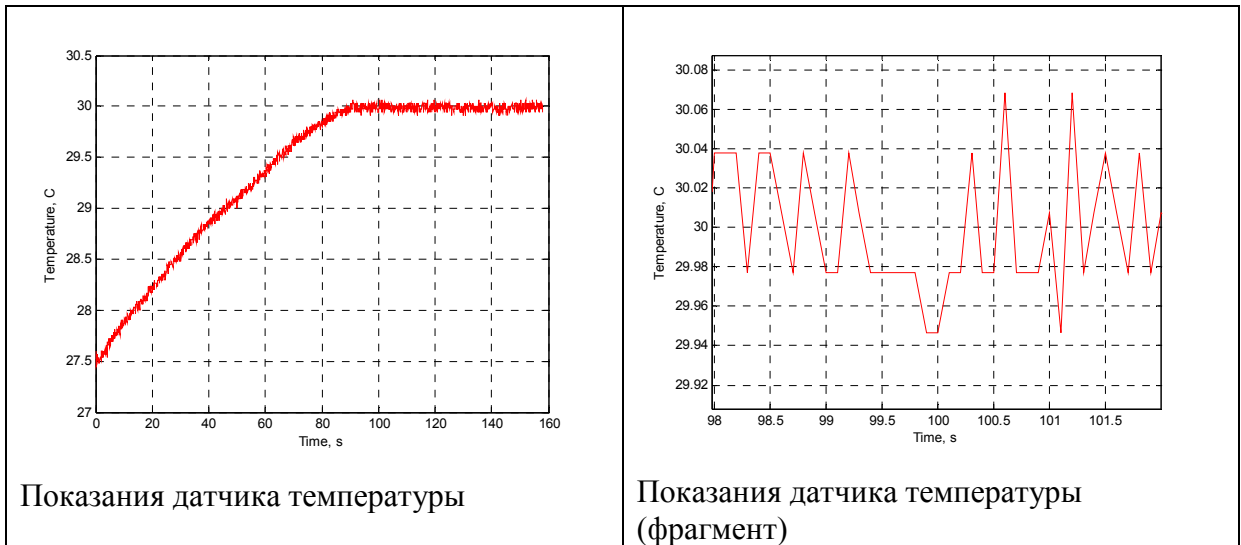 30.5
30
29.5
29
28.5
28
27.5
27
Temperature, C
0 20 40 60 80 100 120 140 160
Time, s
Показания датчика температуры
30.08
30.06
30.04
30.02
30
29.98
29.96
29.94
29.92
Temperature, C
98 98.5 99 99.5 100 100.5 101 101.5
Time, s
Показания датчика температуры
(фрагмент)